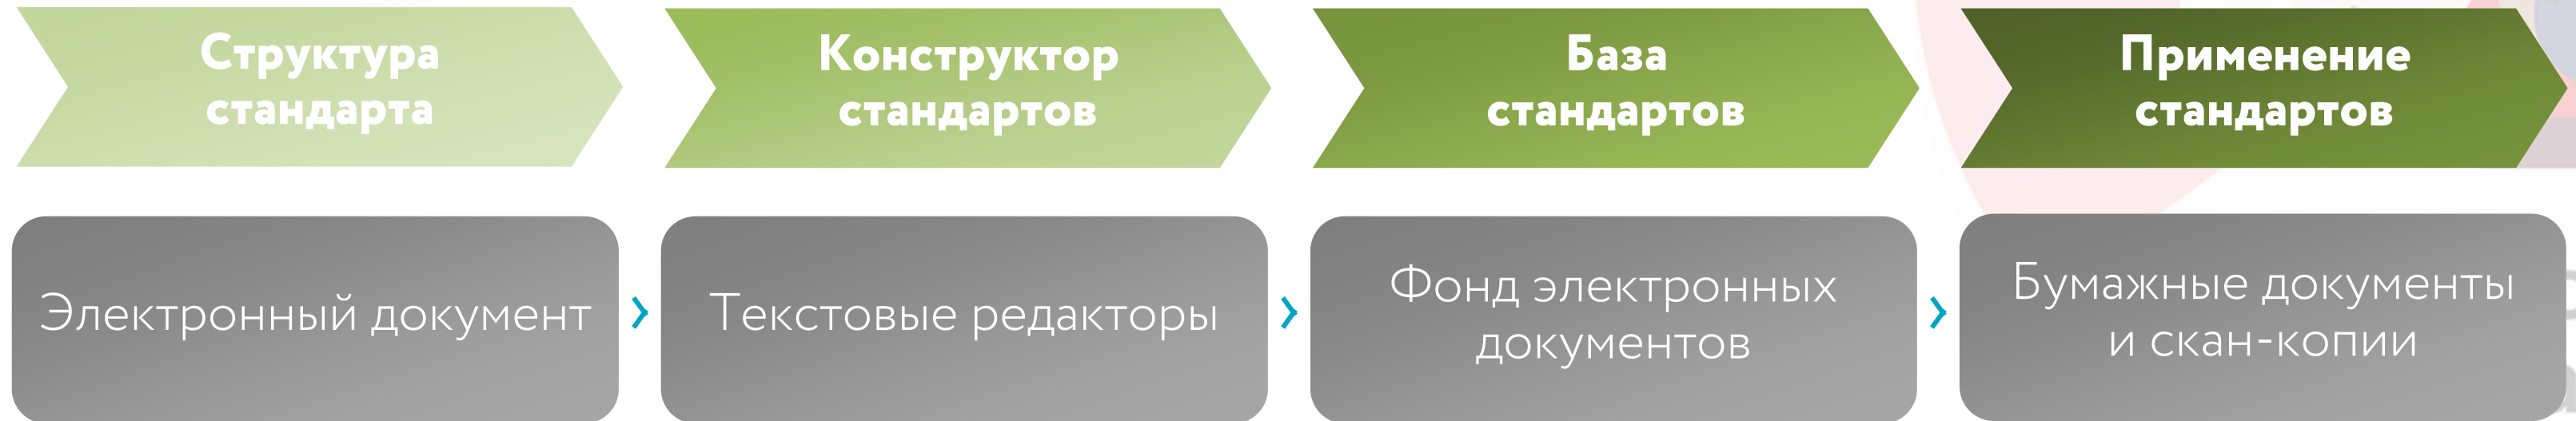 Структура
стандарта
Конструктор
стандартов
База
стандартов
Применение
стандартов
Электронный документ
Текстовые редакторы
Фонд электронных
документов
Бумажные документы
и скан-копии